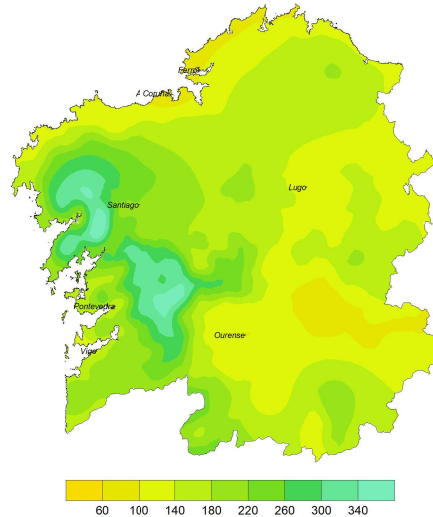 Ferrol
A Coruña
Lugo
Santiago
Pontevedra
Ourense
Vigo
60 100 140 180 220 260 300 340